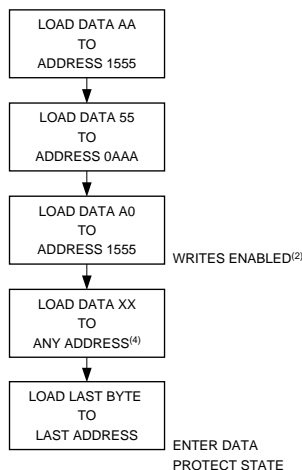 LOAD DATA AA
TO
ADDRESS 1555
LOAD DATA 55
TO
ADDRESS 0AAA
LOAD DATA A0
TO
ADDRESS 1555
WRITES ENABLED(2)
LOAD DATA XX
TO
ANY ADDRESS(4)
LOAD LAST BYTE
TO
LAST ADDRESS
ENTER DATA
PROTECT STATE